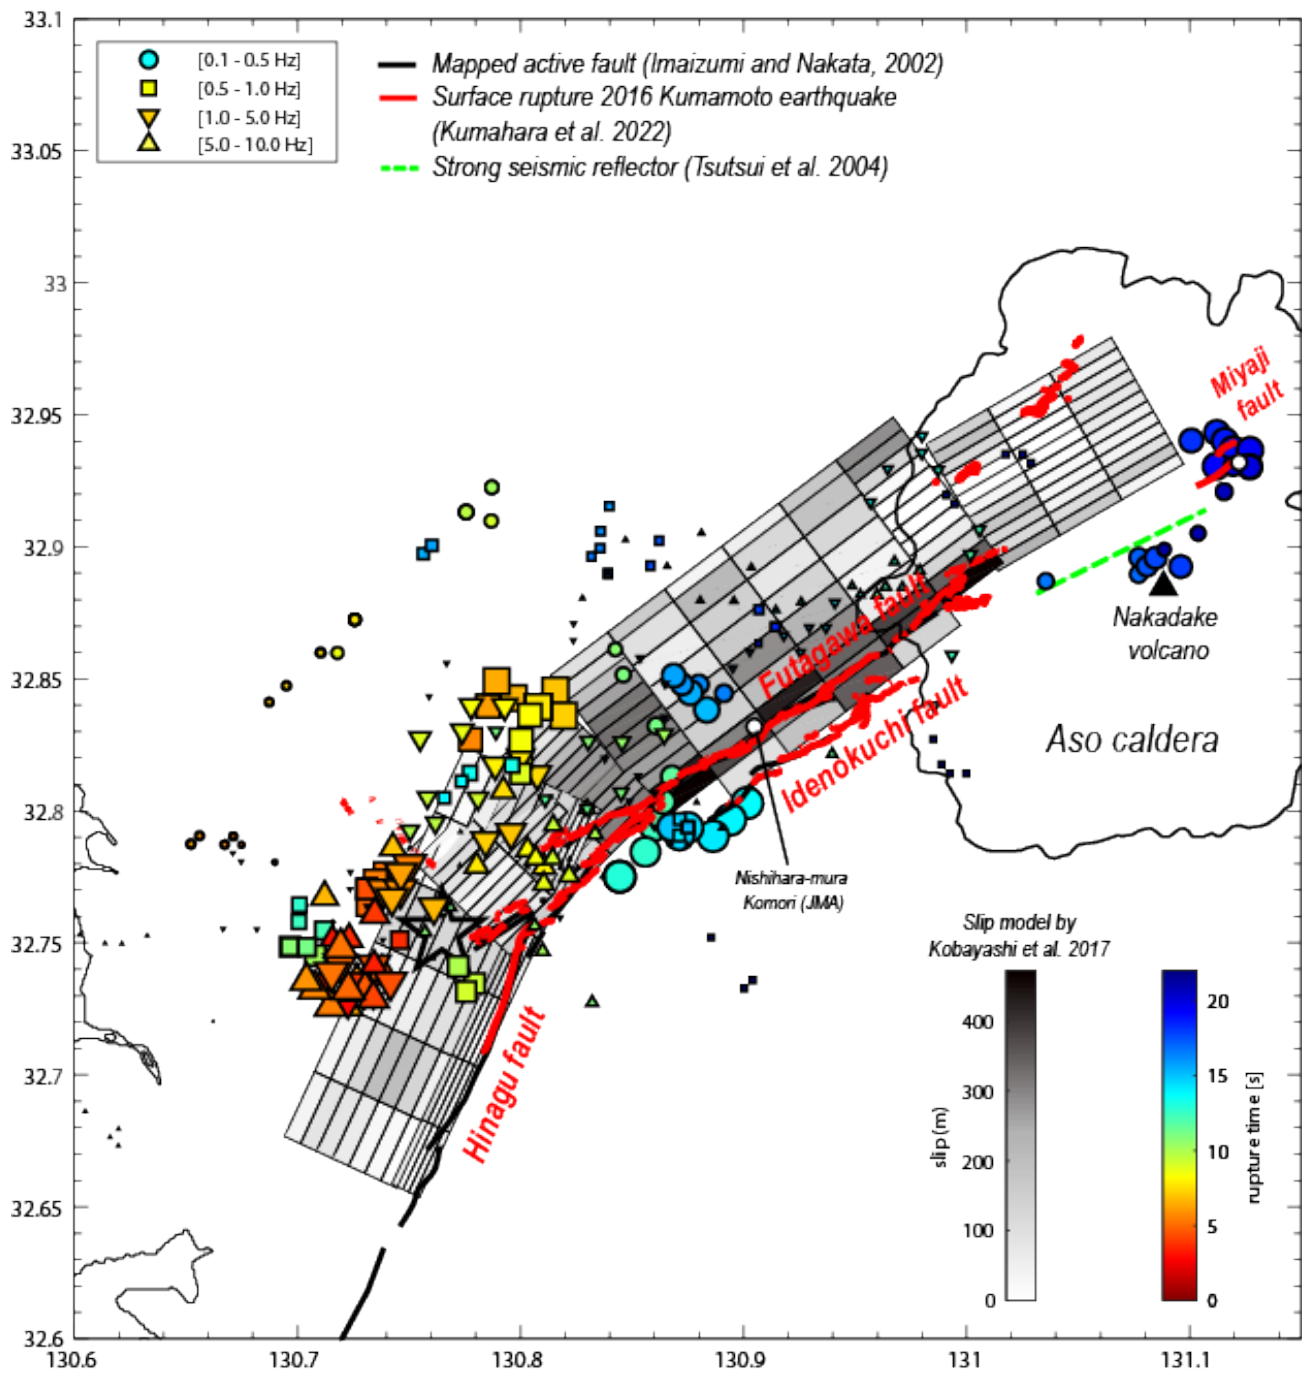 33.1
33.05
33
32.95
32.9
32.85
32.8
32.75
32.7
32.65
32.6
130.6
130.7
130.8
130.9
131
131.1
[0.1 - 0.5 Hz]
[0.5 - 1.0 Hz]
[1.0 - 5.0 Hz]
[5.0 - 10.0 Hz]
Mapped active fault (Imaizumi and Nakata, 2002)
Surface rupture 2016 Kumamoto earthquake
(Kumahara et al. 2022)
Strong seismic reflector (Tsutsui et al. 2004)
Miyaji
fault
Nakadake
volcano
Futagawa fault
Idenokuchi fault
Aso caldera
Nishihara-mura
Komori (JMA)
Hinagu fault
Slip model by
Kobayashi et al. 2017
slip (m)
400
300
200
100
0
rupture time [s]
20
15
10
5
0